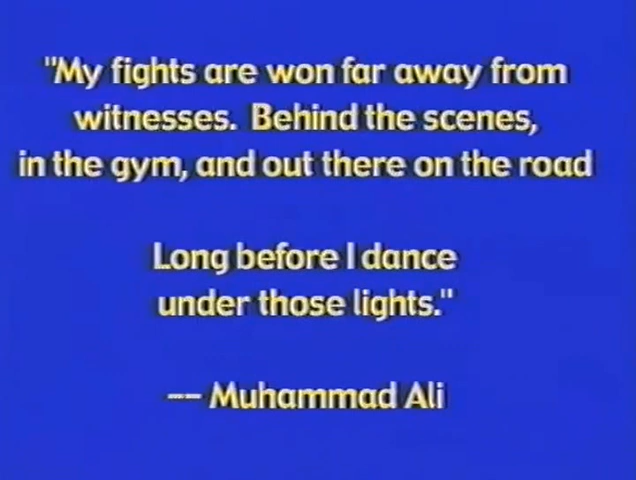 "My fights are won far away from
witnesses. Behind the scenes,
in the gym, and out there on the road
Long before I dance
under those lights."
-- Muhammad Ali